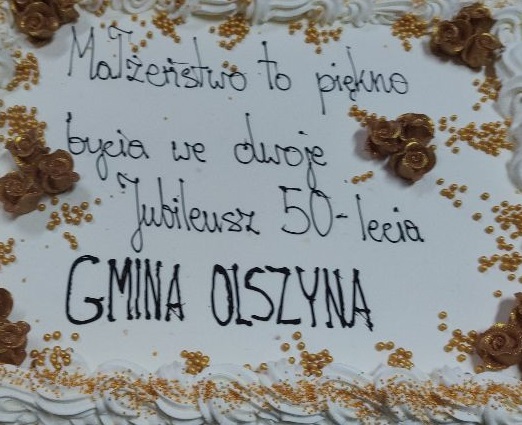 Małżeństwo to piękno
bycia we dwoje
Jubileusz 50-lecia
GMINA OLSZYNA